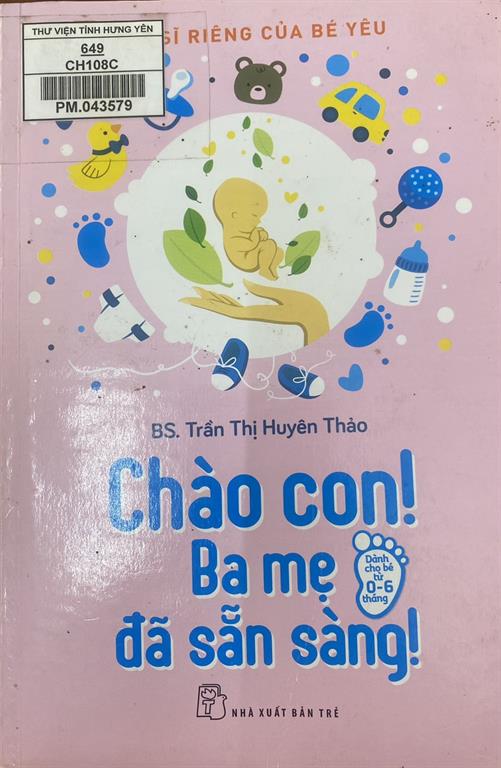 THƯ VIỆN TỈNH HƯNG YÊN
649
CH108C
PM.043579
SĨ RIÊNG CỦA BÉ YÊU
BS. Trần Thị Huyên Thảo
Chào con!
Ba mẹ
Dành
cho bé
từ
0-6
tháng
đã sẵn sàng!
T
NHÀ XUẤT BẢN TRẺ